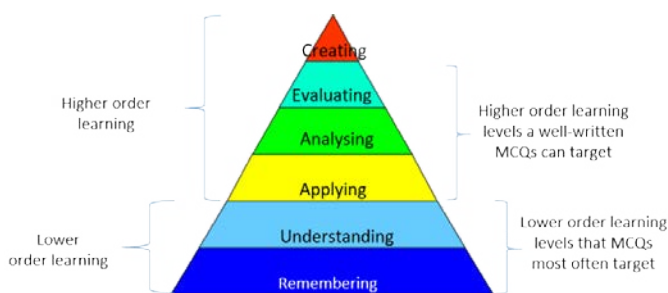 Creating
Evaluating
Analysing
Applying
Understanding
Remembering
Higher order
learning
Lower
order learning
Higher order learning
levels a well-written
MCQs can target
Lower order learning
levels that MCQs
most often target